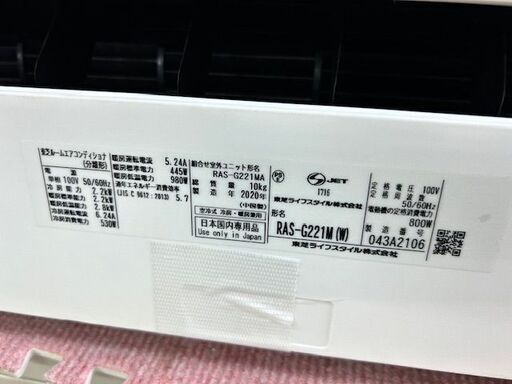 東芝ルームエアコンディショナ
(分離形)
電源
単相 100V 50/60Hz
冷房能力 2.2kW
暖房能力 2.2kW
暖房低温能力 2.8kW
冷房運転電流 6.24A
冷房消費電力 530W
暖房運転電流 5.24A
暖房標準電力 445W
暖房低温電力 980W
通年エネルギー消費効率
(JIS C 9612:2013) 5.7
組合せ室外ユニット形名
RAS-G221MA
総質量 10kg
製造年 2020年
(中国製)
空冷式 冷房・暖房兼用
日本国内専用品
Use only in Japan
PS
E
JET
1716
東芝ライフスタイル株式会社
形名
RAS-G221M(W)
東芝ライフスタイル株式会社
定格電圧 100V
定格周波数
50/60Hz
電動機の定格消費電力
800W
製造番号
043A2106